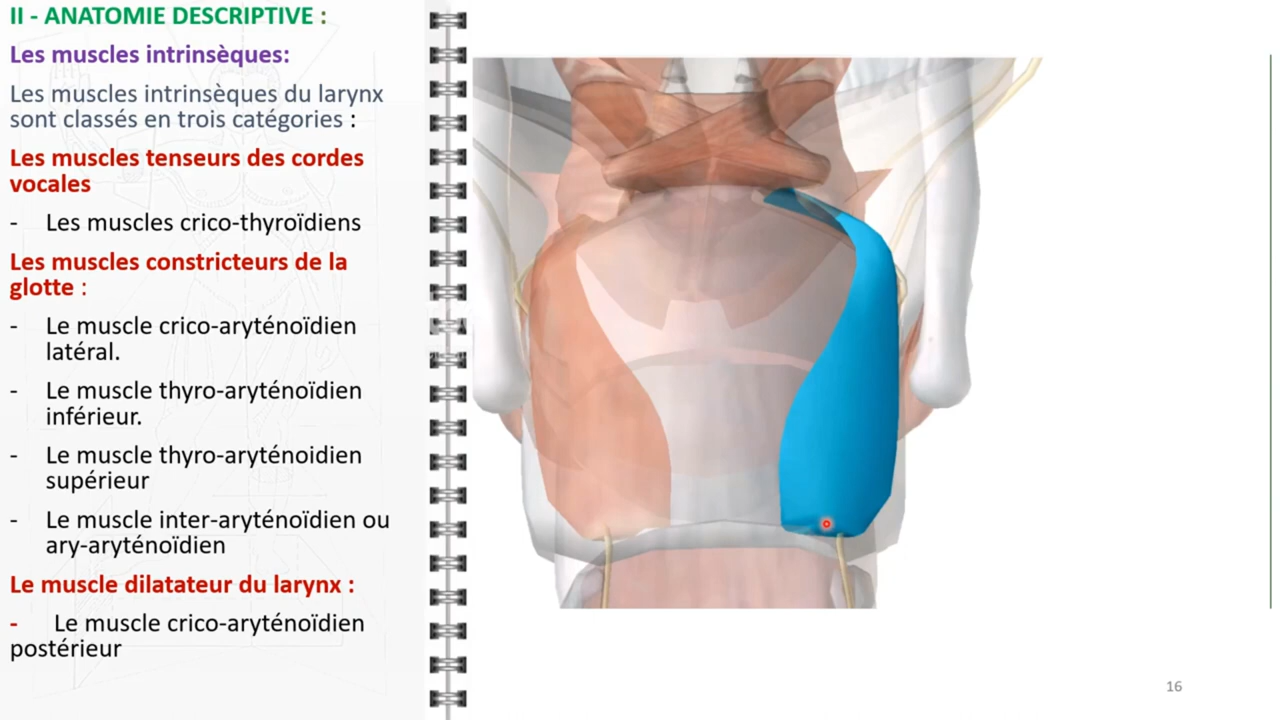 II - ANATOMIE DESCRIPTIVE :
Les muscles intrinsèques:
Les muscles intrinsèques du larynx
sont classés en trois catégories :
Les muscles tenseurs des cordes
vocales
- Les muscles crico-thyroïdiens
Les muscles constricteurs de la
glotte :
- Le muscle crico-aryténoïdien
latéral.
- Le muscle thyro-aryténoïdien
inférieur.
- Le muscle thyro-aryténoidien
supérieur
- Le muscle inter-aryténoïdien ou
ary-aryténoïdien
Le muscle dilatateur du larynx :
- Le muscle crico-aryténoïdien
postérieur
16